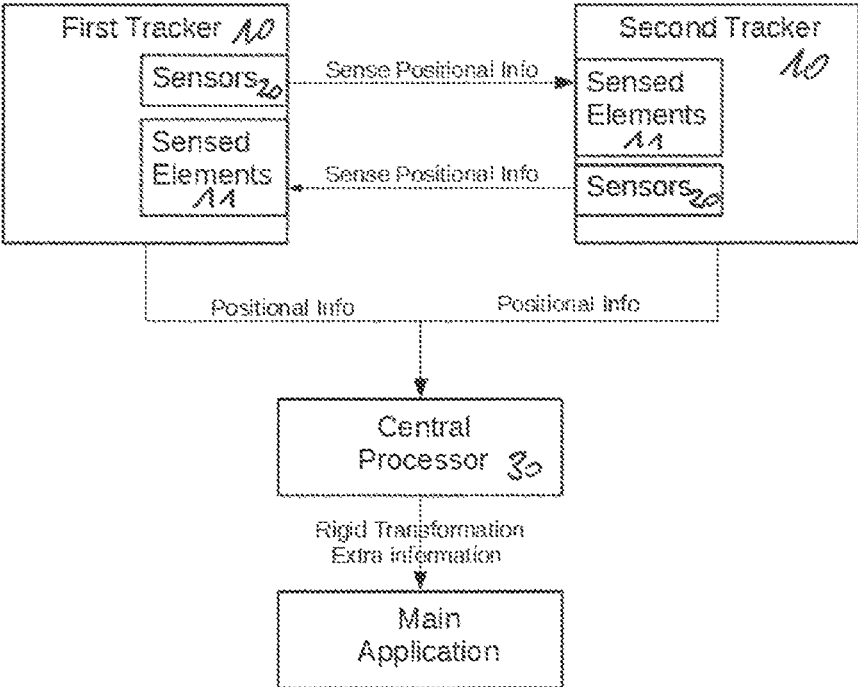 First Tracker 10
Sensors 20
Sensed
Elements
11
Sense Positional Info
Sense Positional Info
Second Tracker
10
Sensed
Elements
11
Sensors 20
Positional Info
Positional Info
Central
Processor 30
Rigid Transformation
Extra information
Main
Application